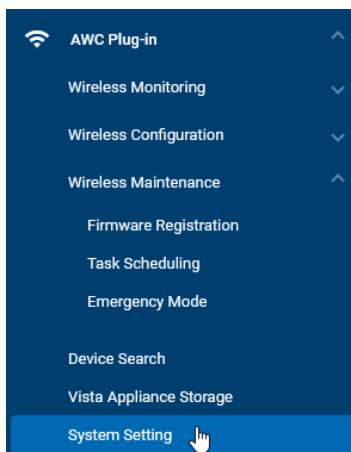 AWC Plug-in
Wireless Monitoring
Wireless Configuration
Wireless Maintenance
Firmware Registration
Task Scheduling
Emergency Mode
Device Search
Vista Appliance Storage
System Setting